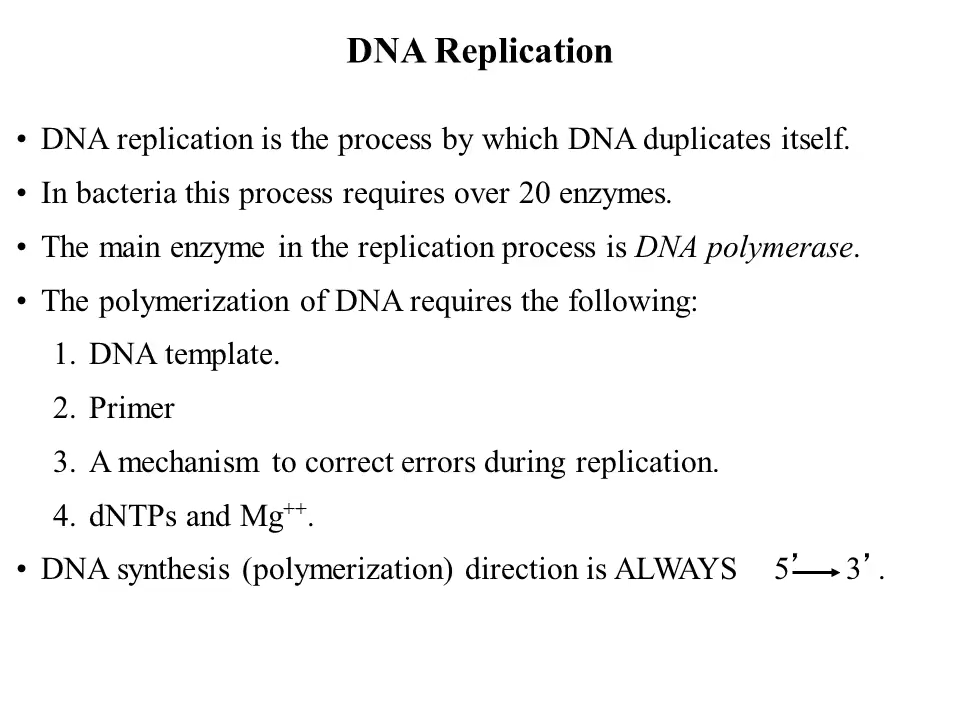 DNA Replication
• DNA replication is the process by which DNA duplicates itself.
• In bacteria this process requires over 20 enzymes.
• The main enzyme in the replication process is DNA polymerase.
• The polymerization of DNA requires the following:
1. DNA template.
2. Primer
3. A mechanism to correct errors during replication.
4. dNTPs and Mg⁺⁺.
• DNA synthesis (polymerization) direction is ALWAYS 5’ → 3’ .